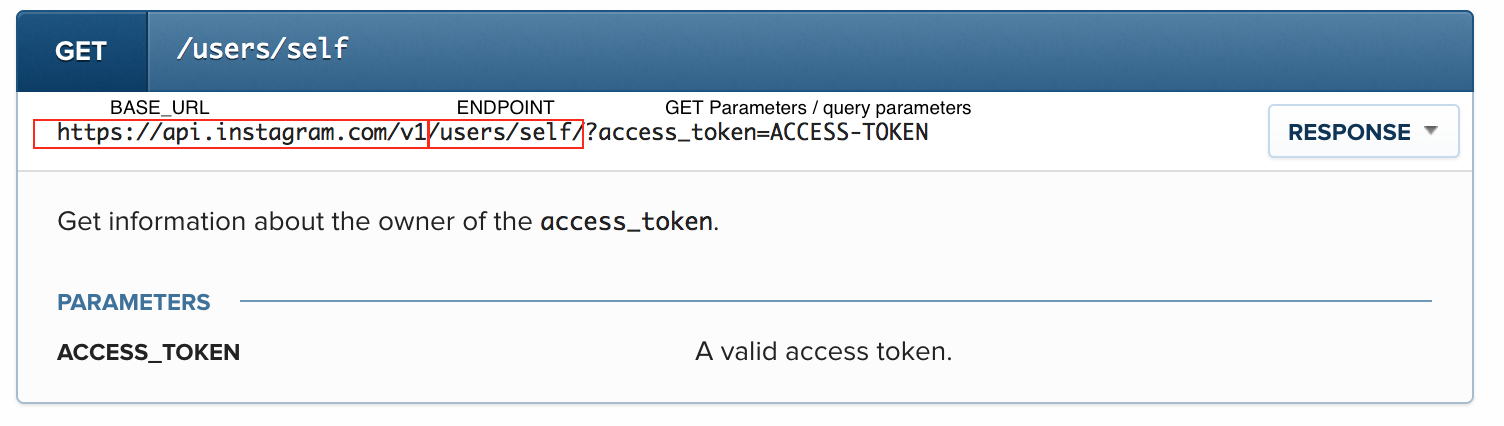 GET /users/self
BASE_URL ENDPOINT GET Parameters / query parameters
https://api.instagram.com/v1/users/self/?access_token=ACCESS-TOKEN
RESPONSE
Get information about the owner of the access_token.
PARAMETERS
ACCESS_TOKEN A valid access token.